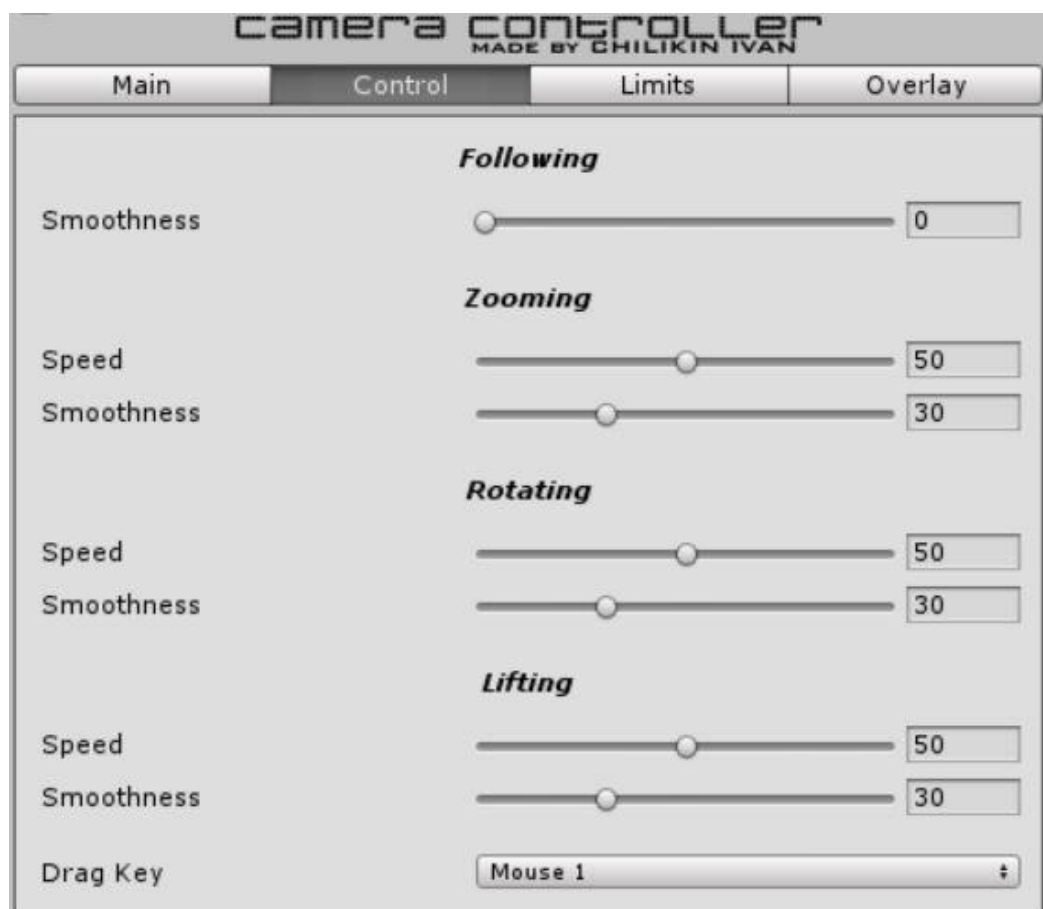 camera controller
MADE BY CHILIKIN IVAN
Main Control Limits Overlay
Following
Smoothness 0
Zooming
Speed 50
Smoothness 30
Rotating
Speed 50
Smoothness 30
Lifting
Speed 50
Smoothness 30
Drag Key Mouse 1